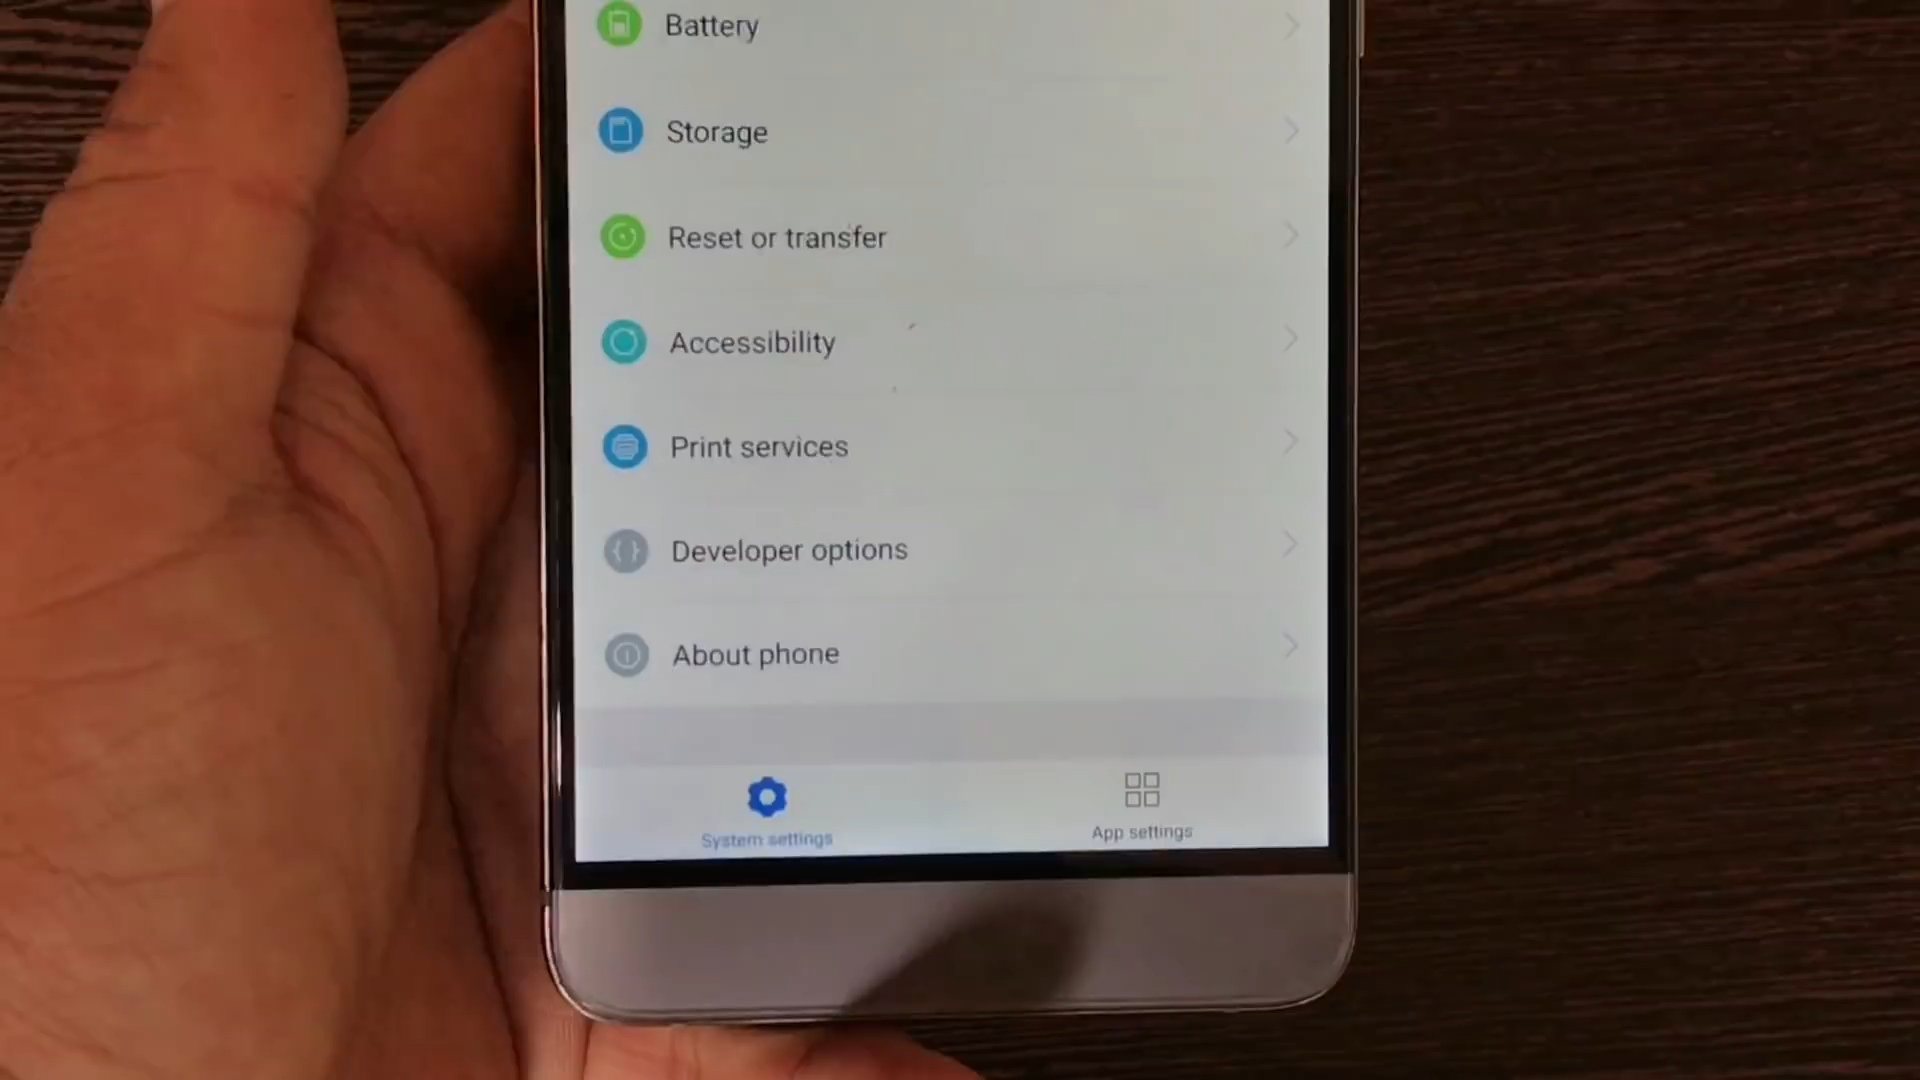 Battery
Storage
Reset or transfer
Accessibility
Print services
Developer options
About phone
System settings
App settings